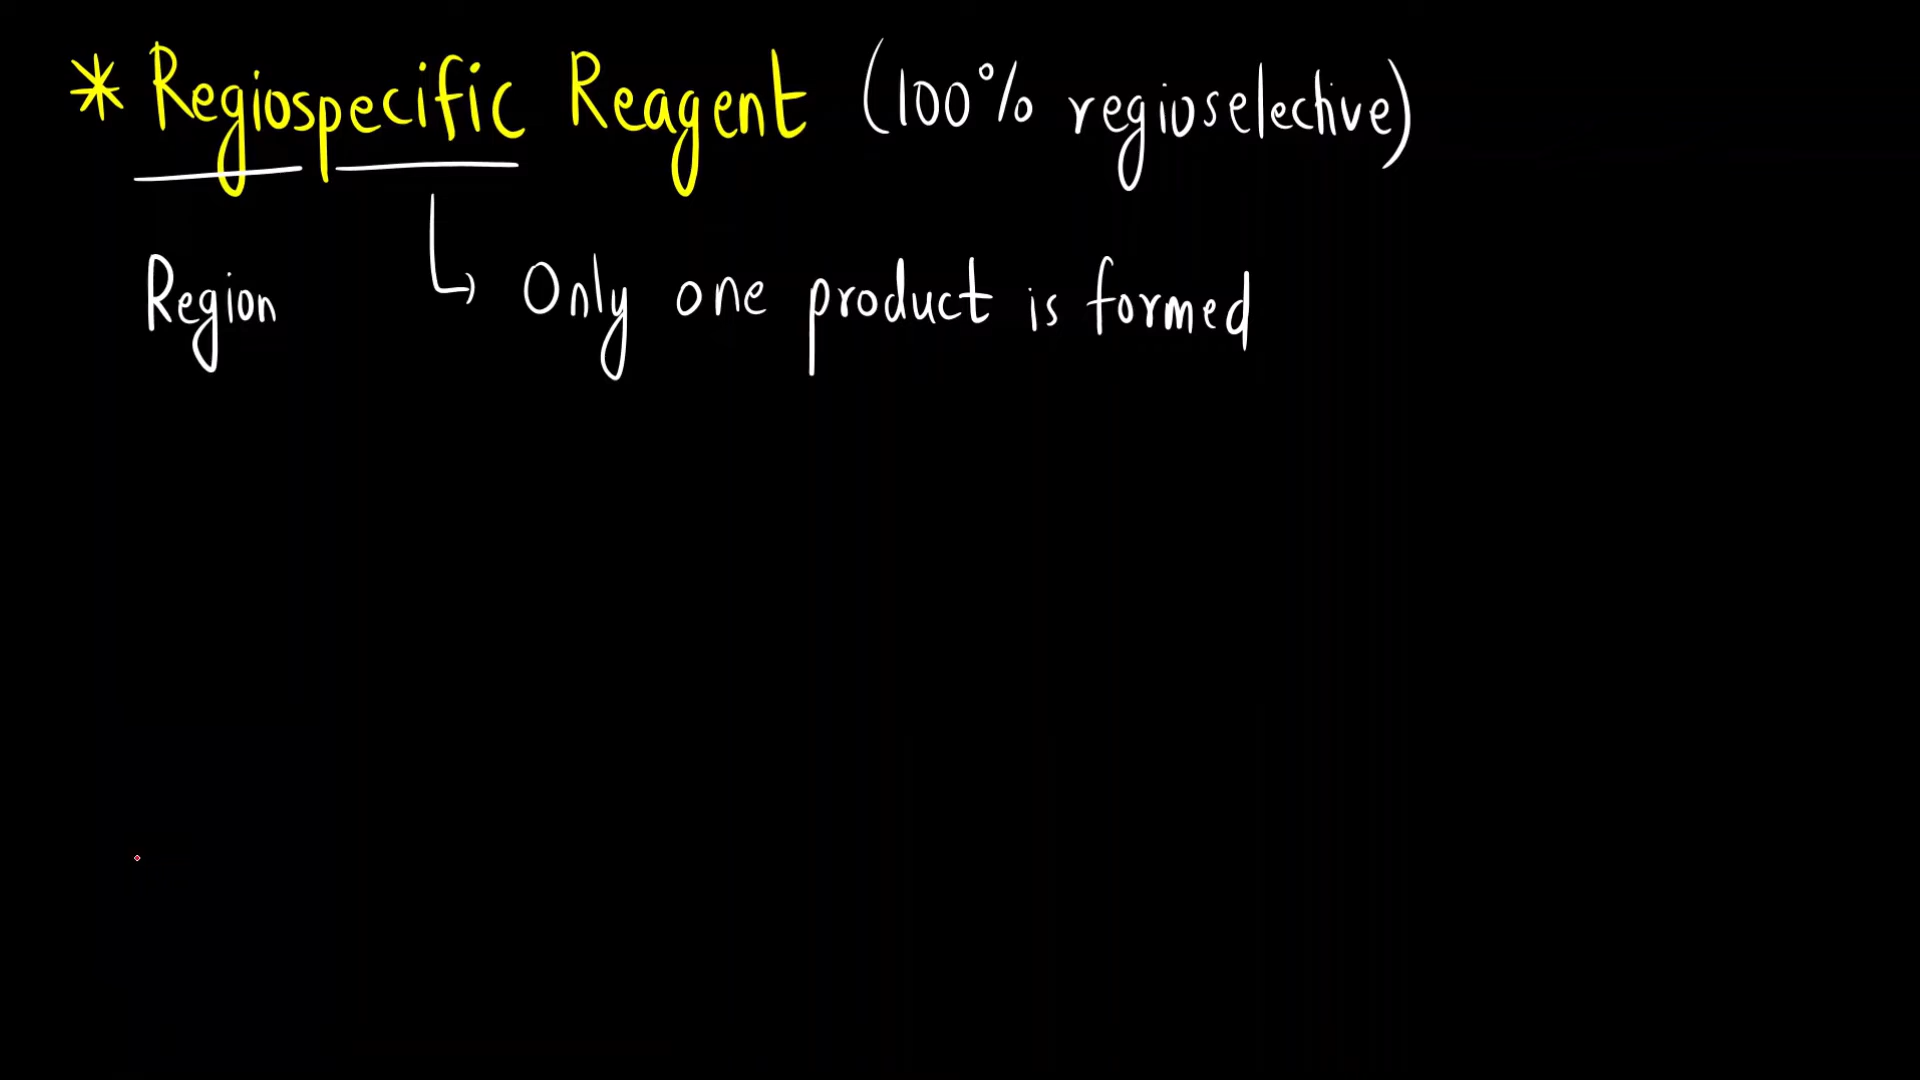 * Regiospecific Reagent (100% regioselective)
Region ↳ Only one product is formed